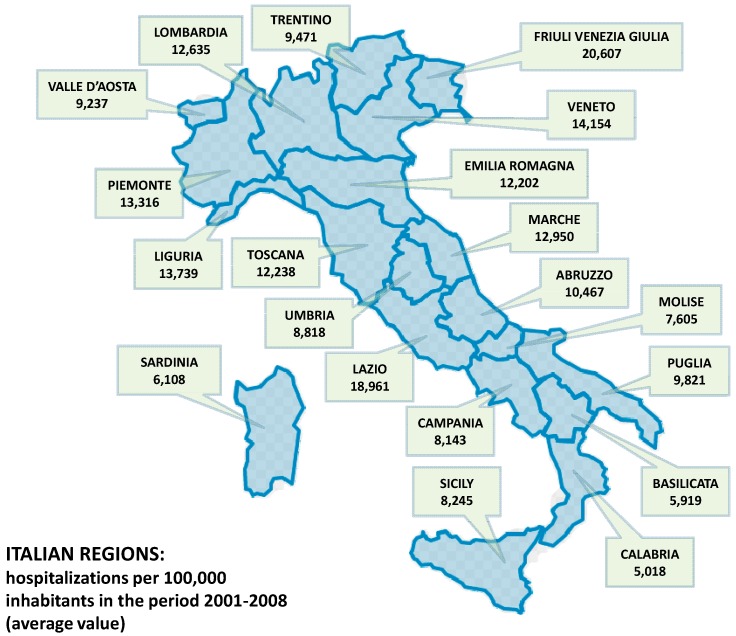 TRENTINO
9,471
LOMBARDIA
12,635
FRIULI VENEZIA GIULIA
20,607
VALLE D'AOSTA
9,237
VENETO
14,154
EMILIA ROMAGNA
12,202
PIEMONTE
13,316
MARCHE
12,950
LIGURIA
13,739
TOSCANA
12,238
ABRUZZO
10,467
UMBRIA
8,818
MOLISE
7,605
SARDINIA
6,108
LAZIO
18,961
PUGLIA
9,821
CAMPANIA
8,143
SICILY
8,245
BASILICATA
5,919
CALABRIA
5,018
ITALIAN REGIONS:
hospitalizations per 100,000
inhabitants in the period 2001-2008
(average value)